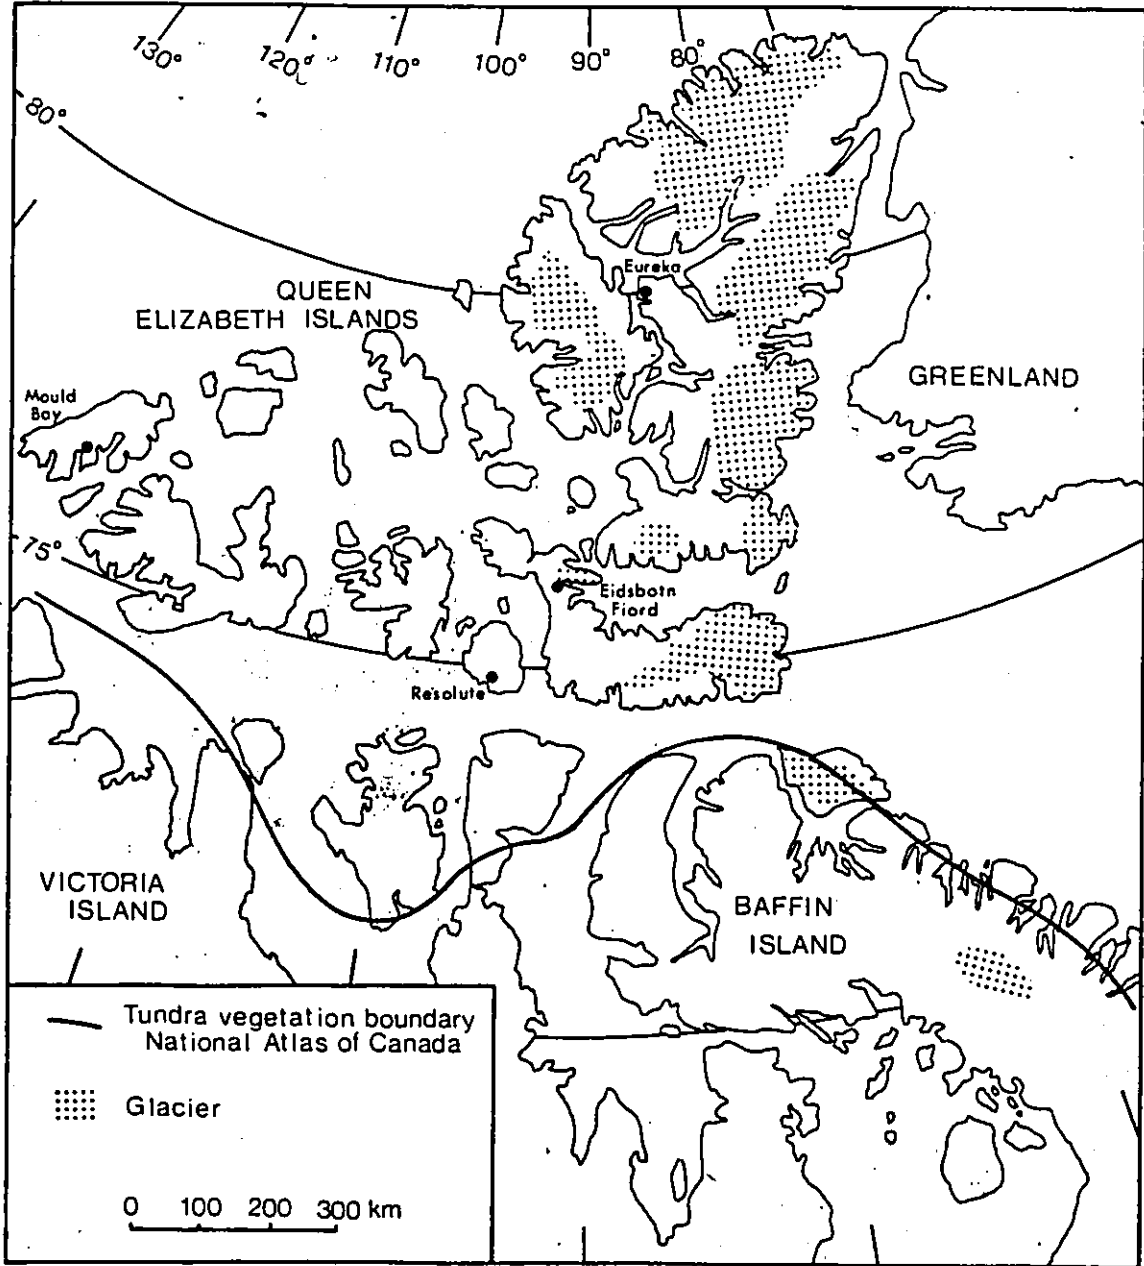 130°
120°
110°
100°
90°
80°
80°
Eureka
QUEEN
ELIZABETH ISLANDS
GREENLAND
Mould
Bay
75°
Eidsbotn
Fiord
Resolute
VICTORIA
ISLAND
BAFFIN
ISLAND
Tundra vegetation boundary
National Atlas of Canada
Glacier
0 100 200 300 km